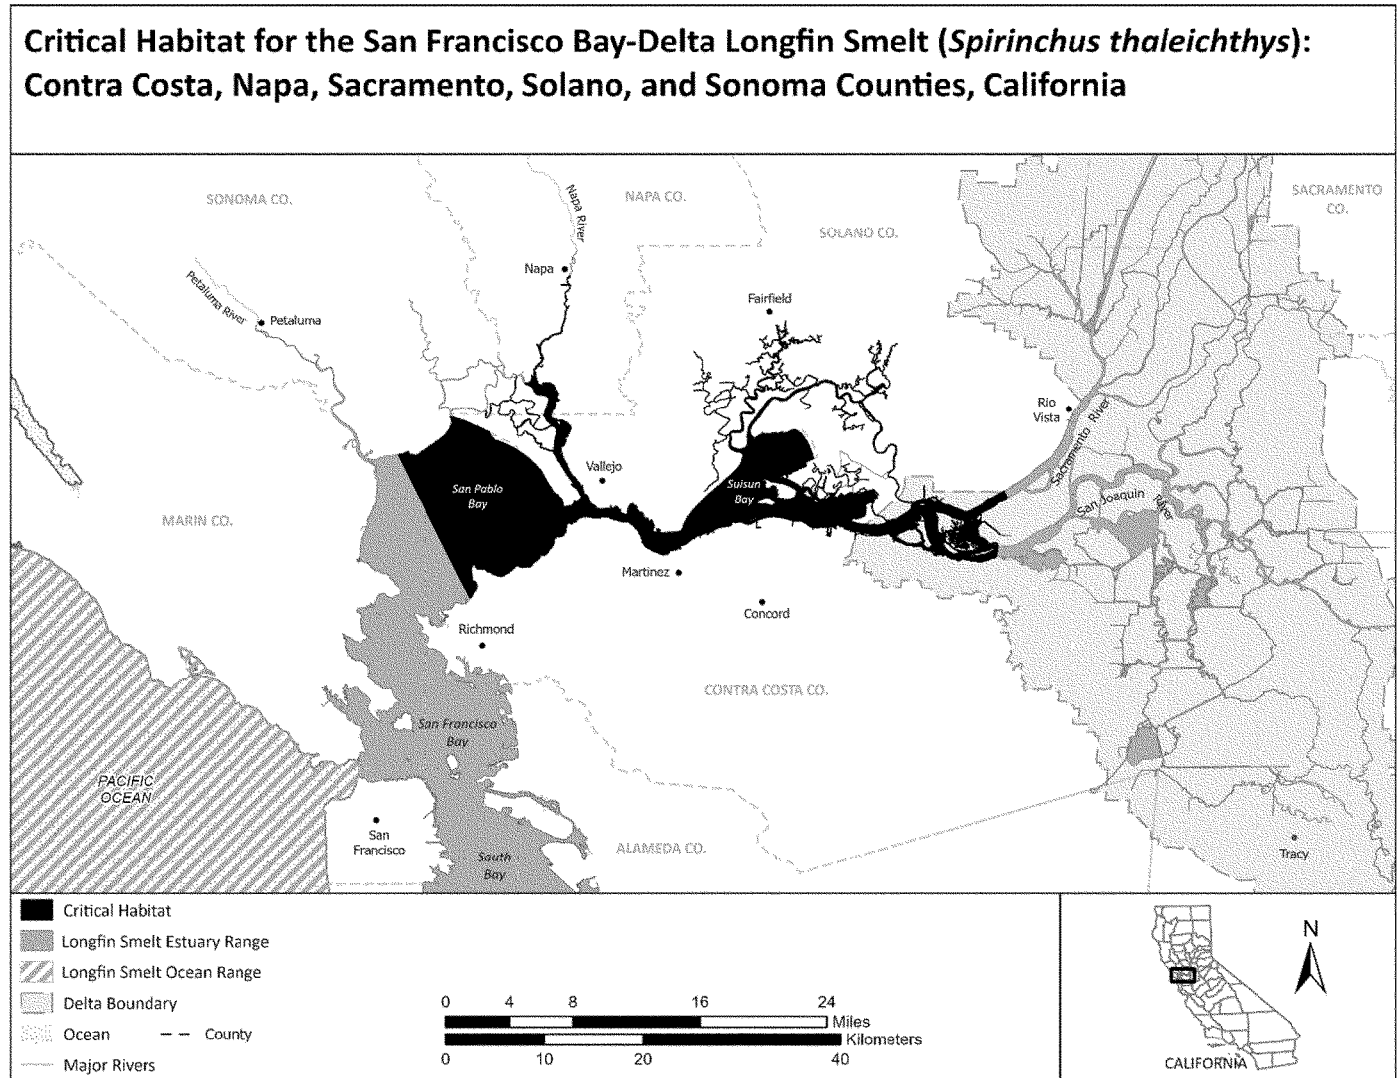 Critical Habitat for the San Francisco Bay-Delta Longfin Smelt (Spirinchus thaleichthys):
Contra Costa, Napa, Sacramento, Solano, and Sonoma Counties, California
SONOMA CO.
Napa River
NAPA CO.
SOLANO CO.
SACRAMENTO
CO.
Napa
Petaluma River
Petaluma
Fairfield
Rio
Vista
Sacramento River
Vallejo
San Pablo
Bay
Suisun
Bay
San Joaquin River
MARIN CO.
Martinez
Concord
Richmond
CONTRA COSTA CO.
San Francisco
Bay
PACIFIC
OCEAN
San
Francisco
South
Bay
ALAMEDA CO.
Tracy
Critical Habitat
Longfin Smelt Estuary Range
Longfin Smelt Ocean Range
Delta Boundary
Ocean
County
Major Rivers
0 4 8 16 24
Miles
Kilometers
0 10 20 40
N
CALIFORNIA